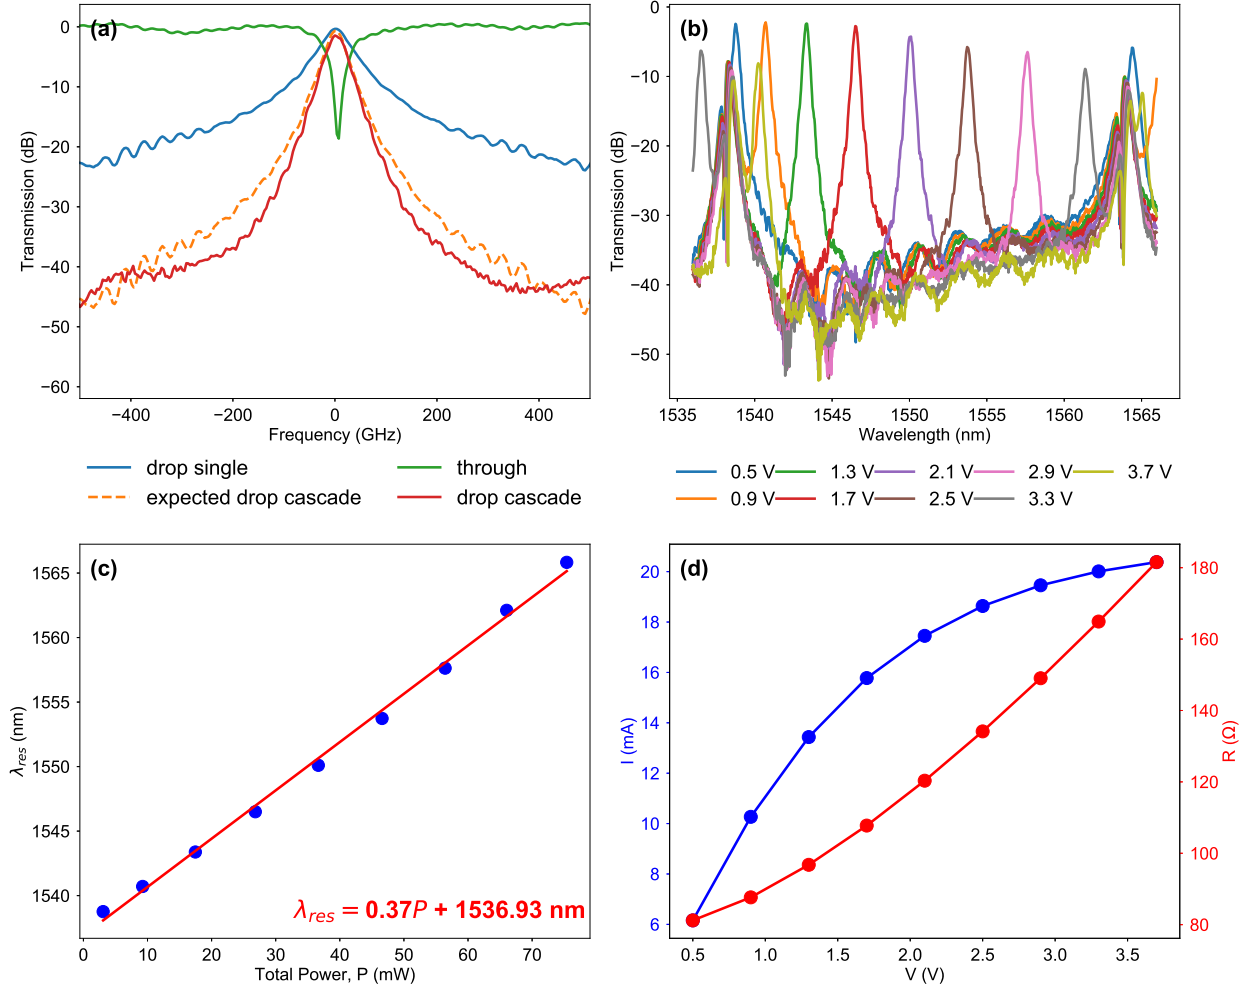 (a)
Transmission (dB)
0
−10
−20
−30
−40
−50
−60
−400 −200 0 200 400
Frequency (GHz)
drop single
expected drop cascade
through
drop cascade
(b)
Transmission (dB)
0
−10
−20
−30
−40
−50
1535 1540 1545 1550 1555 1560 1565
Wavelength (nm)
0.5 V 1.3 V 2.1 V 2.9 V 3.7 V
0.9 V 1.7 V 2.5 V 3.3 V
(c)
λres (nm)
1565
1560
1555
1550
1545
1540
λres = 0.37P + 1536.93 nm
0 10 20 30 40 50 60 70
Total Power, P (mW)
(d)
I (mA)
20
18
16
14
12
10
8
6
R (Ω)
180
160
140
120
100
80
0.5 1.0 1.5 2.0 2.5 3.0 3.5
V (V)